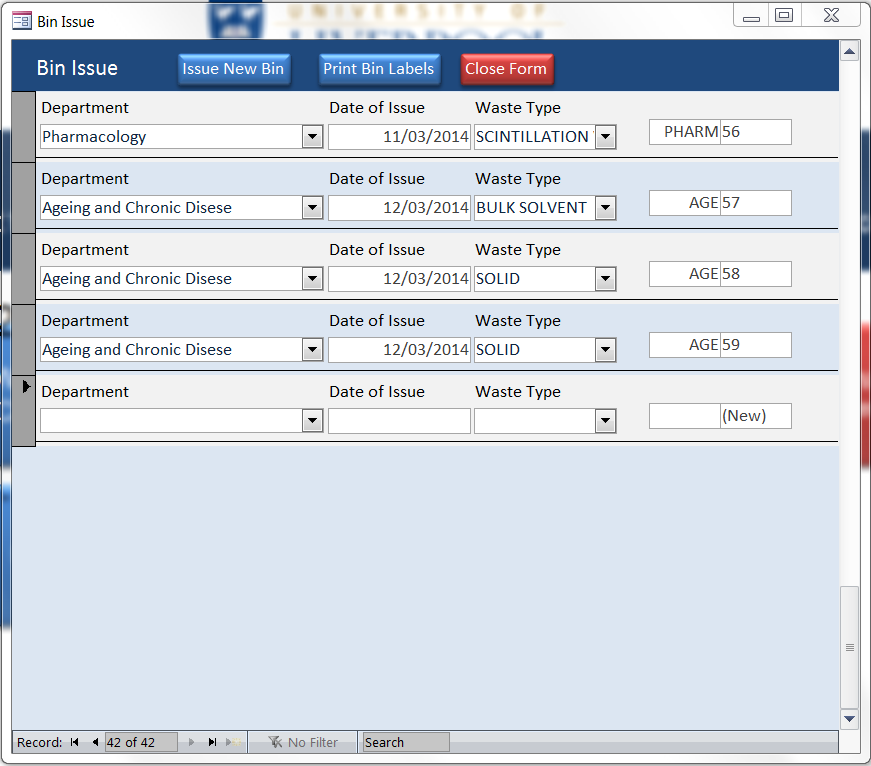 Bin Issue
UNIVERSITY OF
LIVERPOOL
Bin Issue Issue New Bin Print Bin Labels Close Form
Department Date of Issue Waste Type
Pharmacology 11/03/2014 SCINTILLATION PHARM 56
Department Date of Issue Waste Type
Ageing and Chronic Disese 12/03/2014 BULK SOLVENT AGE 57
Department Date of Issue Waste Type
Ageing and Chronic Disese 12/03/2014 SOLID AGE 58
Department Date of Issue Waste Type
Ageing and Chronic Disese 12/03/2014 SOLID AGE 59
Department Date of Issue Waste Type
(New)
Record: 42 of 42 No Filter Search